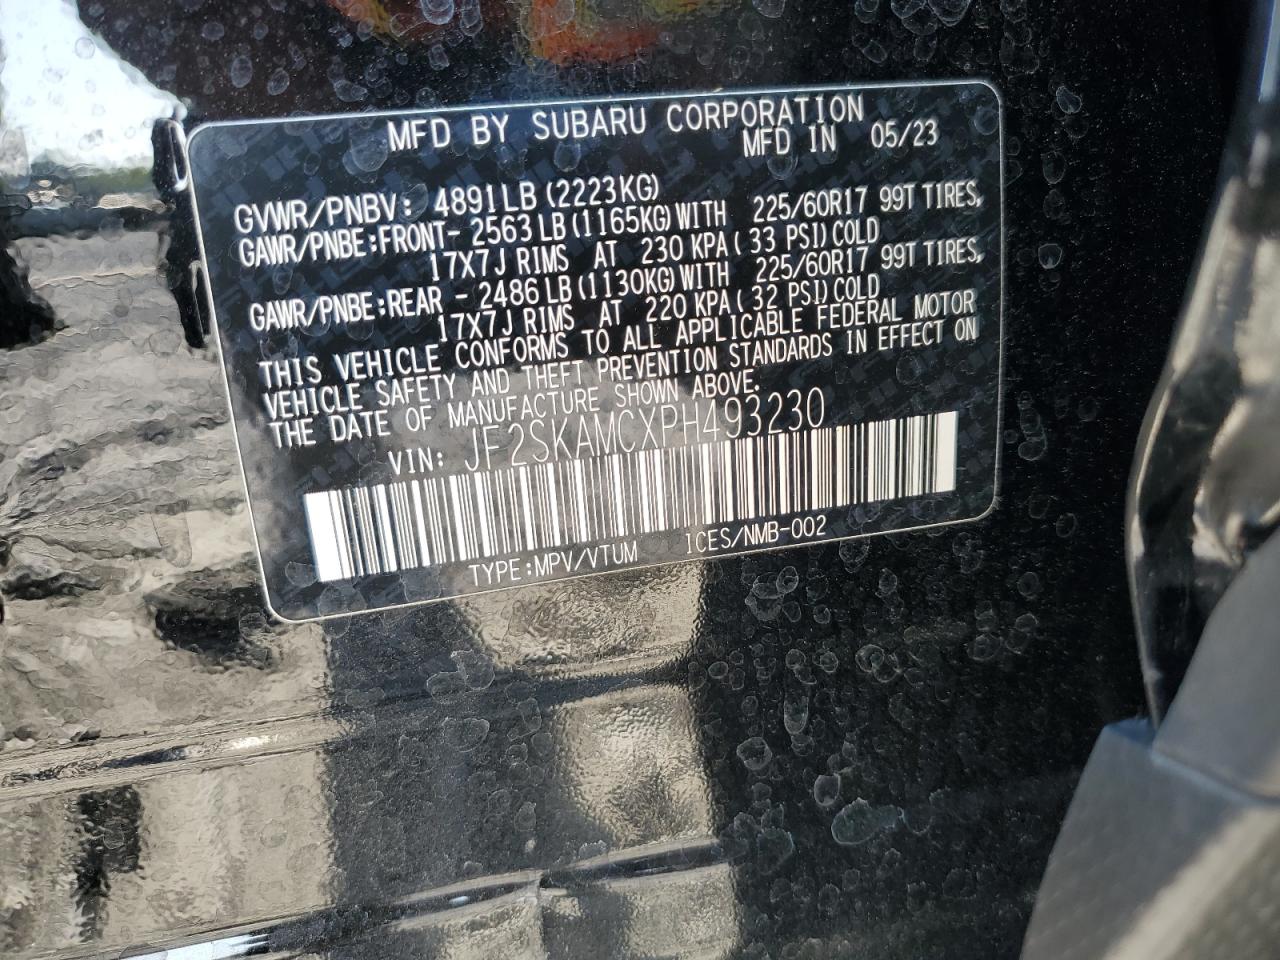 MFD BY SUBARU CORPORATION
MFD IN 05/23
GVWR/PNBV: 4891LB (2223KG)
GAWR/PNBE:FRONT- 2563 LB (1165KG) WITH 225/60R17 99T TIRES,
17X7J RIMS AT 230 KPA( 33 PSI)COLD
GAWR/PNBE:REAR - 2486 LB (1130KG) WITH 225/60R17 99T TIRES,
17X7J RIMS AT 220 KPA( 32 PSI)COLD
THIS VEHICLE CONFORMS TO ALL APPLICABLE FEDERAL MOTOR
VEHICLE SAFETY AND THEFT PREVENTION STANDARDS IN EFFECT ON
THE DATE OF MANUFACTURE SHOWN ABOVE.
VIN: JF2SKAMCXPH493230
TYPE:MPV/VTUM ICES/NMB-002